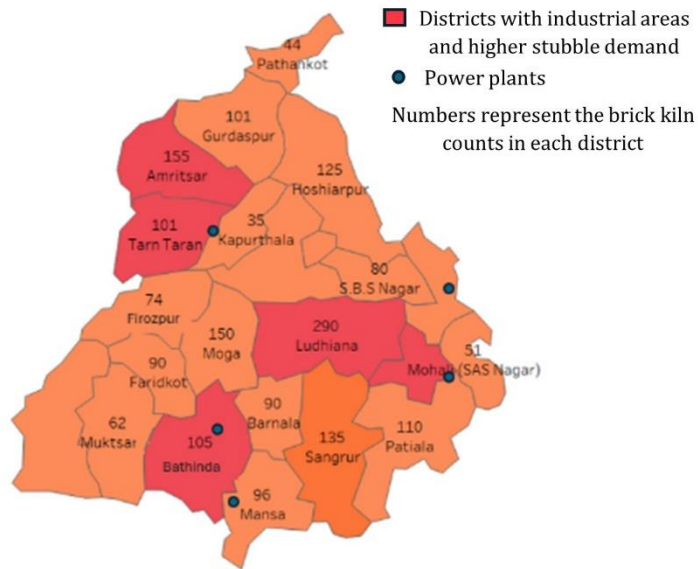 Districts with industrial areas
and higher stubble demand
Power plants
Numbers represent the brick kiln
counts in each district
44
Pathankot
101
Gurdaspur
155
Amritsar
125
Hoshiarpur
101
Tarn Taran
35
Kapurthala
80
S.B.S Nagar
74
Firozpur
150
Moga
290
Ludhiana
51
Mohali (SAS Nagar)
90
Faridkot
62
Muktsar
90
Barnala
105
Bathinda
135
Sangrur
110
Patiala
96
Mansa